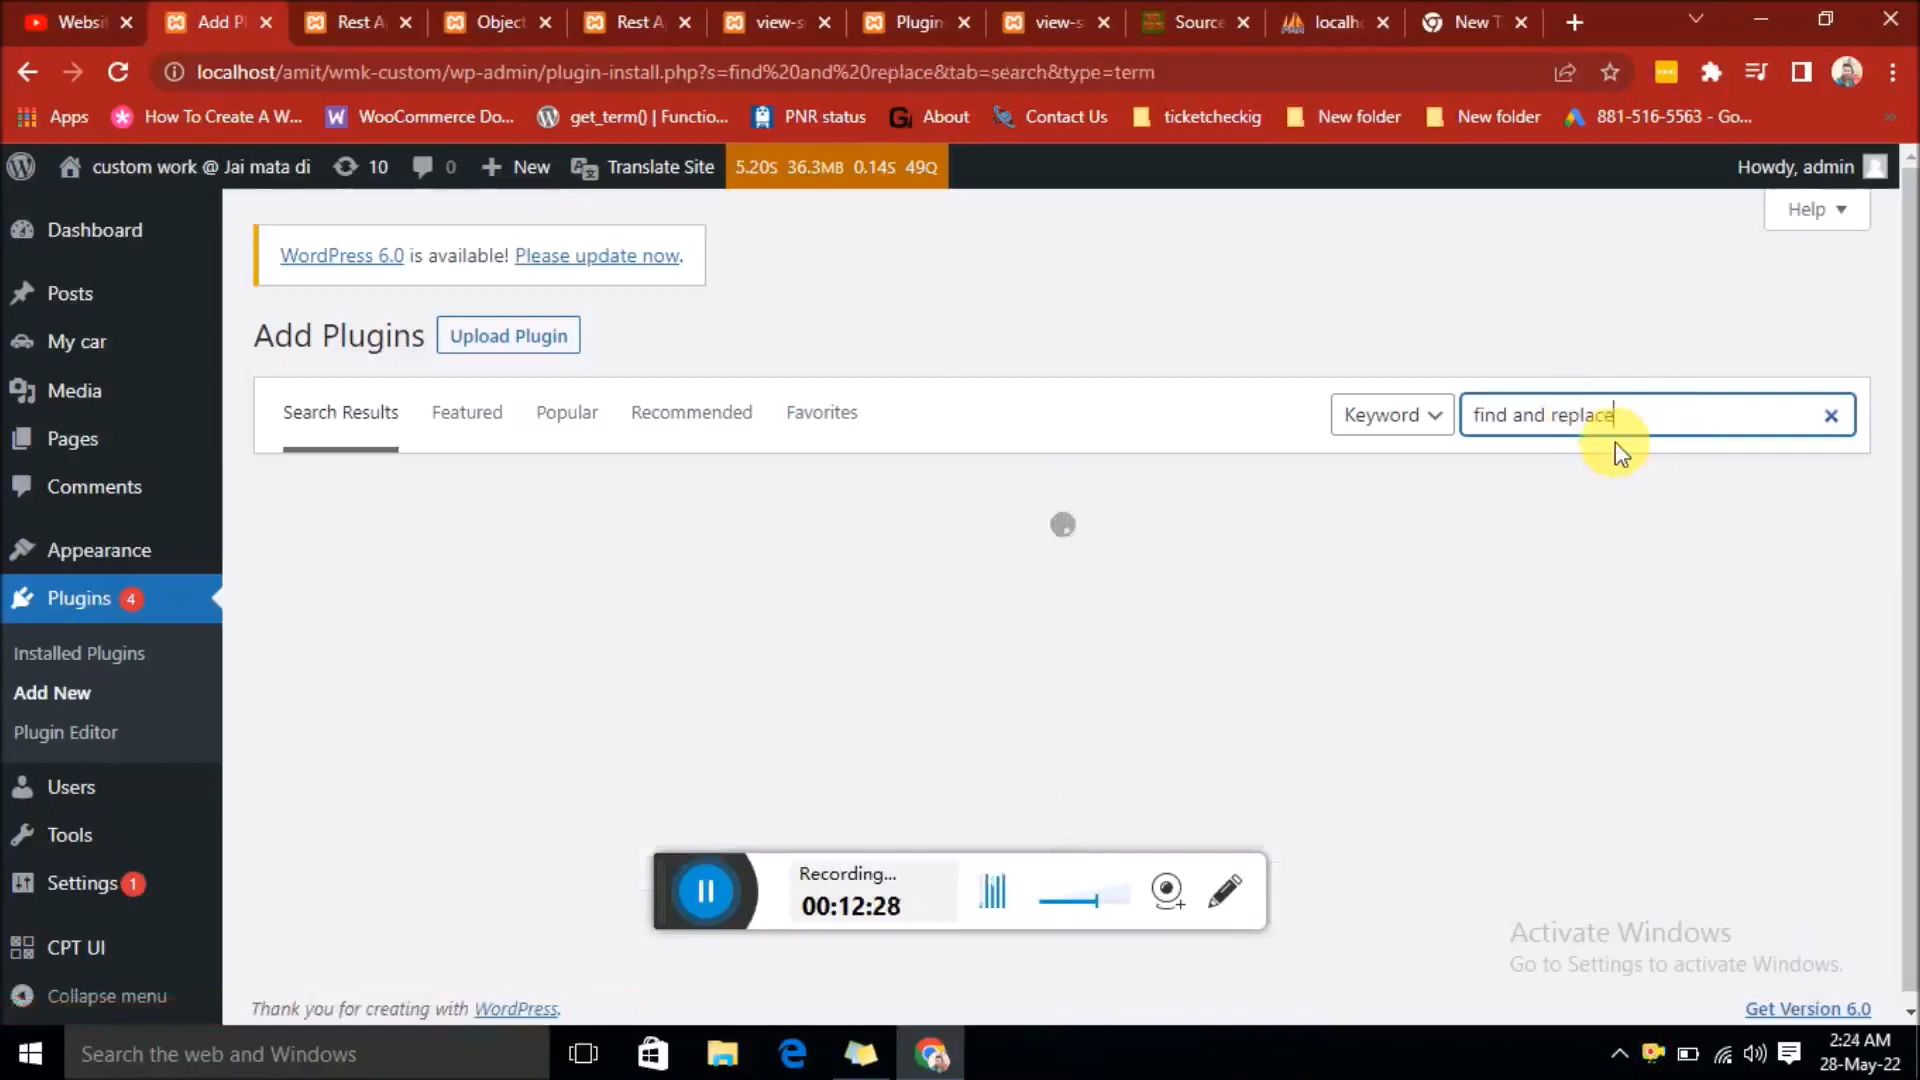 Websit
Add Pl
Rest A
Object
Rest A
view-s
Plugin
view-s
Source
localh
New T
localhost/amit/wmk-custom/wp-admin/plugin-install.php?s=find%20and%20replace&tab=search&type=term
Apps
How To Create A W...
WooCommerce Do...
get_term() | Functio...
PNR status
About
Contact Us
ticketcheckig
New folder
New folder
881-516-5563 - Go...
custom work @ Jai mata di
10
0
New
Translate Site
5.20S 36.3MB 0.14S 49Q
Howdy, admin
Help
Dashboard
Posts
My car
Media
Pages
Comments
Appearance
Plugins 4
Installed Plugins
Add New
Plugin Editor
Users
Tools
Settings 1
CPT UI
Collapse menu
WordPress 6.0 is available! Please update now.
Add Plugins
Upload Plugin
Search Results
Featured
Popular
Recommended
Favorites
Keyword
find and replace
Recording...
00:12:28
Activate Windows
Go to Settings to activate Windows.
Thank you for creating with WordPress.
Get Version 6.0
Search the web and Windows
2:24 AM
28-May-22